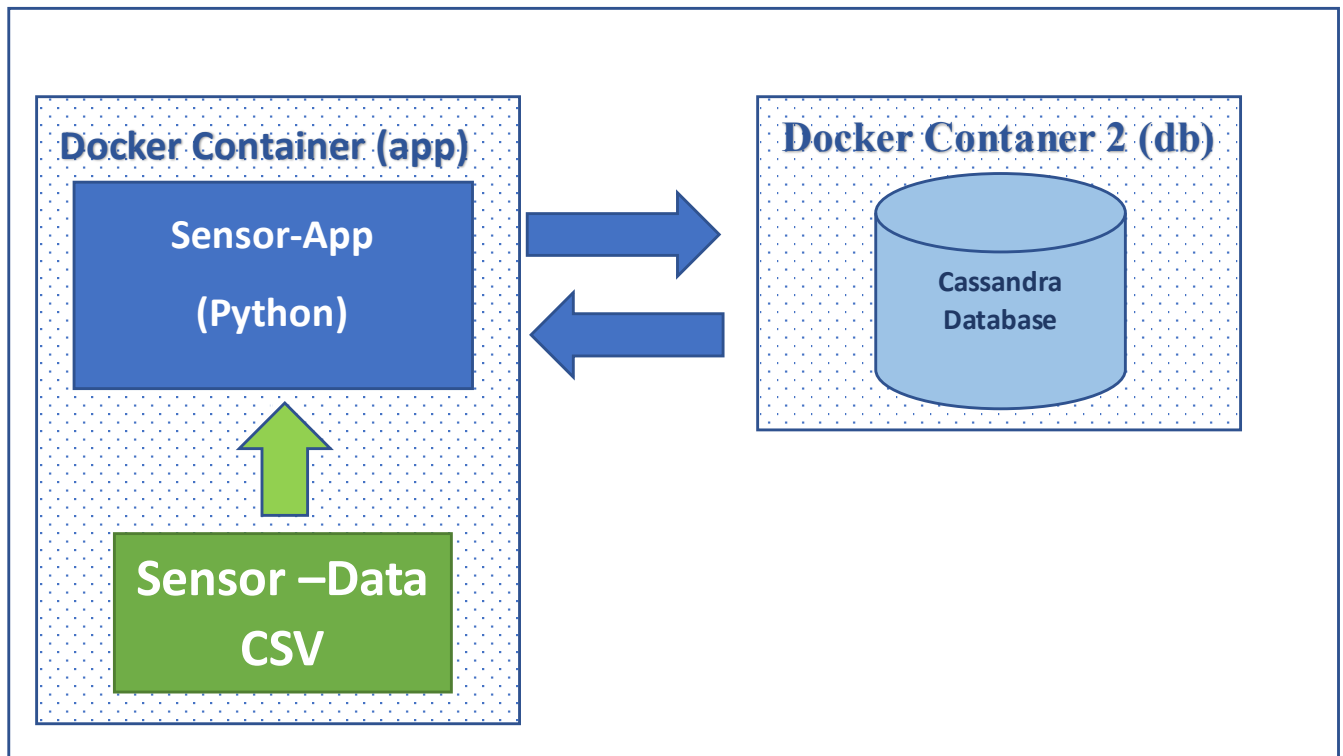 Docker Container (app)
Sensor-App
(Python)
Sensor –Data
CSV
Docker Contaner 2 (db)
Cassandra
Database